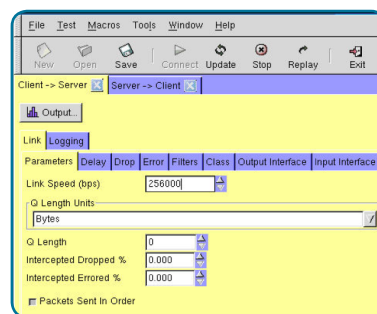 File Test Macros Tools Window Help
New Open Save Connect Update Stop Replay Exit
Client -> Server Server -> Client
Output...
Link Logging
Parameters Delay Drop Error Filters Class Output Interface Input Interface
Link Speed (bps) 256000
Q Length Units
Bytes
Q Length 0
Intercepted Dropped % 0.000
Intercepted Errored % 0.000
Packets Sent In Order